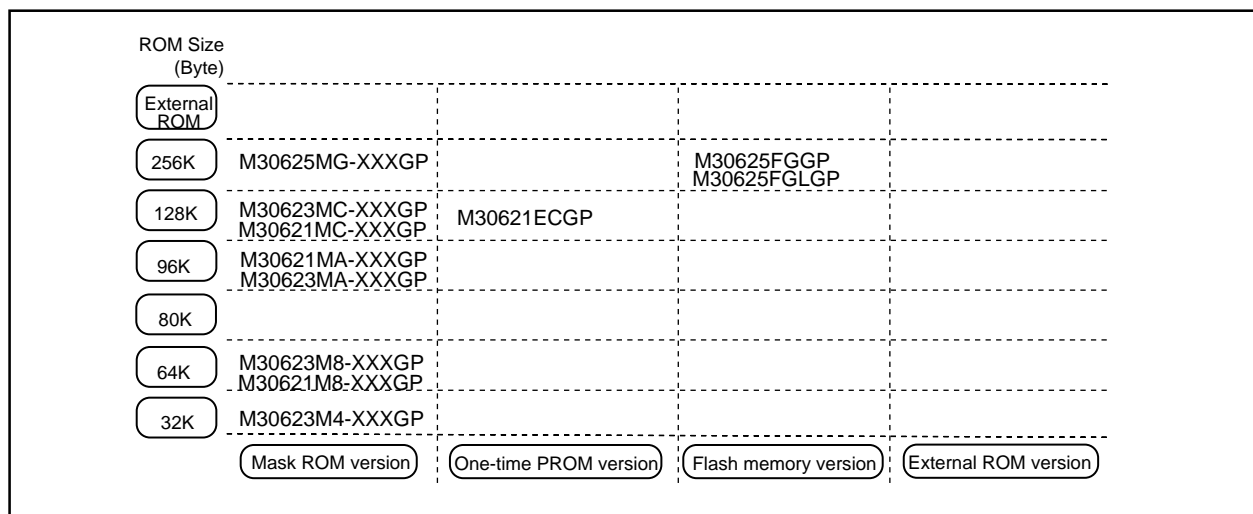 ROM Size
(Byte)
External
ROM
256K
M30625MG-XXXGP
M30625FGGP
M30625FGLGP
128K
M30623MC-XXXGP
M30621MC-XXXGP
M30621ECGP
96K
M30621MA-XXXGP
M30623MA-XXXGP
80K
64K
M30623M8-XXXGP
M30621M8-XXXGP
32K
M30623M4-XXXGP
Mask ROM version
One-time PROM version
Flash memory version
External ROM version